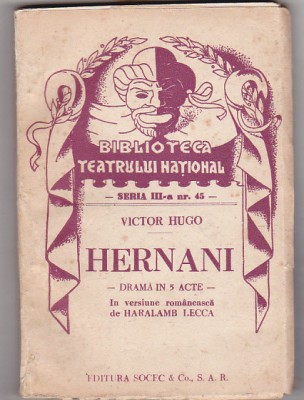 BIBLIOTECA
TEATRULUI NAȚIONAL
— SERIA III-a nr. 45 —
VICTOR HUGO
HERNANI
— DRAMĂ IN 5 ACTE —
In versiune românească
de HARALAMB LECCA
EDITURA SOCEC & Co., S. A. R.